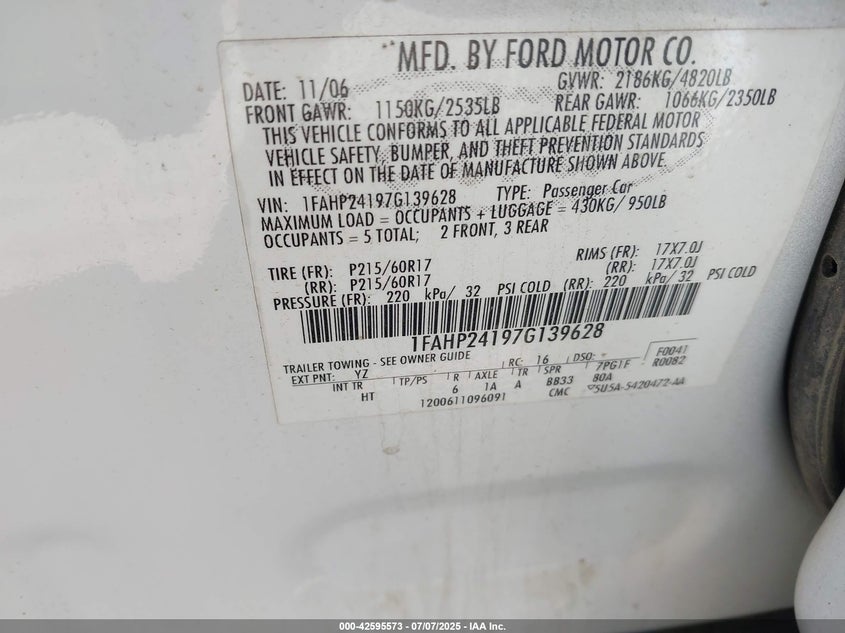 MFD. BY FORD MOTOR CO.
DATE: 11/06 GVWR: 2186KG/4820LB
FRONT GAWR: 1150KG/2535LB REAR GAWR: 1066KG/2350LB
THIS VEHICLE CONFORMS TO ALL APPLICABLE FEDERAL MOTOR
VEHICLE SAFETY, BUMPER, AND THEFT PREVENTION STANDARDS
IN EFFECT ON THE DATE OF MANUFACTURE SHOWN ABOVE.
VIN: 1FAHP24197G139628 TYPE: Passenger Car
MAXIMUM LOAD = OCCUPANTS + LUGGAGE = 430KG/ 950LB
OCCUPANTS = 5 TOTAL; 2 FRONT, 3 REAR
TIRE (FR): P215/60R17 RIMS (FR): 17X7.0J
(RR): P215/60R17 (RR): 17X7.0J
PRESSURE (FR): 220 kPa/ 32 PSI COLD (RR): 220 kPa/ 32 PSI COLD
1FAHP24197G139628
TRAILER TOWING - SEE OWNER GUIDE
EXT PNT: YZ RC: 16 DSO: 7PG1F F0041
R0082
INT TR TP/PS R AXLE TR SPR
HT 6 1A A BB33 80A
1200611096091 CMC 5U5A-5420472-AA
000-42595573 - 07/07/2025 - IAA Inc.